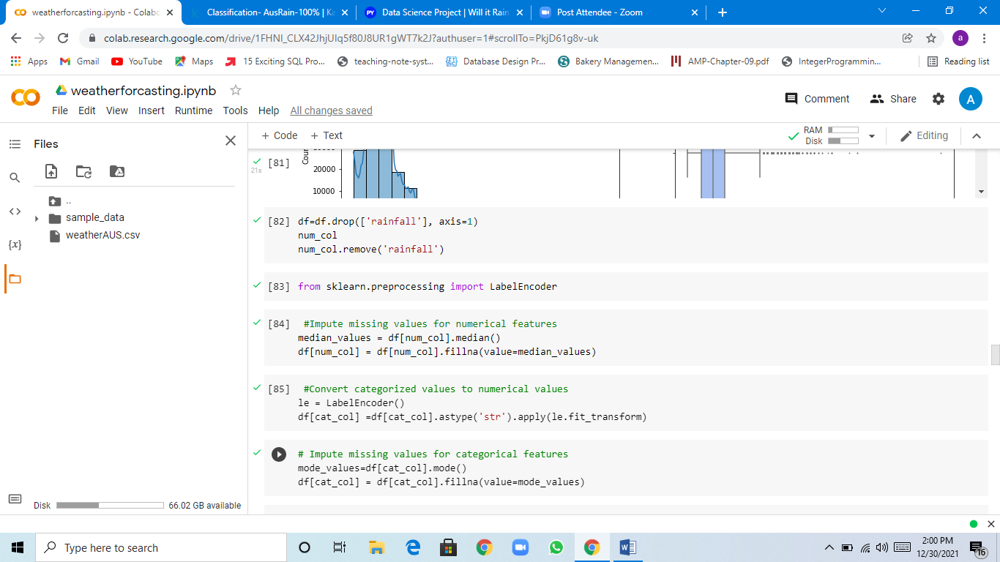 weatherforcasting.ipynb - Colabc
Classification- AusRain-100% | Ka
PY Data Science Project | Will it Rain
Post Attendee - Zoom
colab.research.google.com/drive/1FHNI_CLX42JhjUIq5f80J8UR1gWT7k2J?authuser=1#scrollTo=PkjD61g8v-uk
a
Apps Gmail YouTube Maps 15 Exciting SQL Pro... teaching-note-syst... Database Design Pr... Bakery Managemen... AMP-Chapter-09.pdf IntegerProgrammin... Reading list
weatherforcasting.ipynb
Comment Share A
File Edit View Insert Runtime Tools Help All changes saved
Files
+ Code + Text
RAM
Disk
Editing
..
sample_data
weatherAUS.csv
{x}
Disk 66.02 GB available
[81]
21s
Coun
20000
10000
[82] df=df.drop(['rainfall'], axis=1)
num_col
num_col.remove('rainfall')
[83] from sklearn.preprocessing import LabelEncoder
[84] #Impute missing values for numerical features
median_values = df[num_col].median()
df[num_col] = df[num_col].fillna(value=median_values)
[85] #Convert categorized values to numerical values
le = LabelEncoder()
df[cat_col] =df[cat_col].astype('str').apply(le.fit_transform)
# Impute missing values for categorical features
mode_values=df[cat_col].mode()
df[cat_col] = df[cat_col].fillna(value=mode_values)
Type here to search
2:00 PM
12/30/2021
16